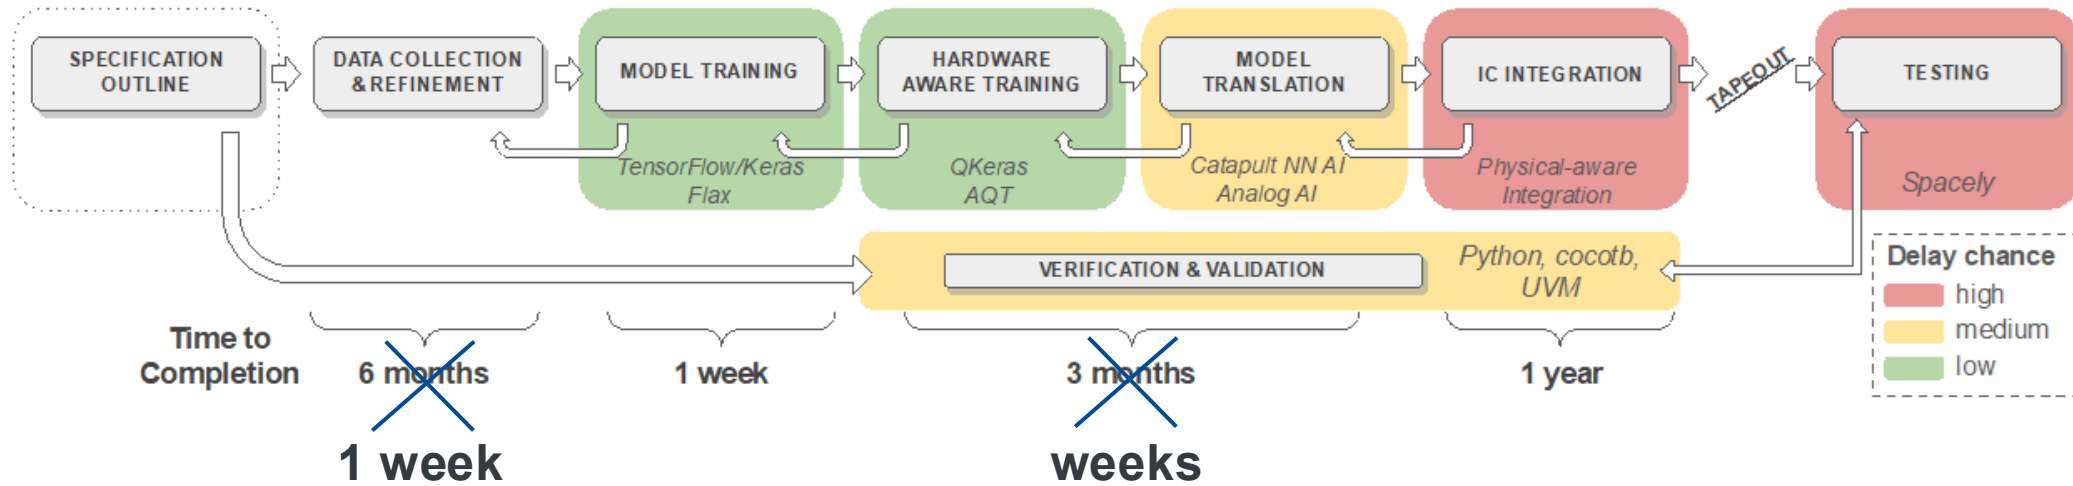 SPECIFICATION
OUTLINE
DATA COLLECTION
& REFINEMENT
MODEL TRAINING
TensorFlow/Keras
Flax
HARDWARE
AWARE TRAINING
QKeras
AQT
MODEL
TRANSLATION
Catapult NN AI
Analog AI
IC INTEGRATION
Physical-aware
Integration
TAPEOUT
TESTING
Spacely
VERIFICATION & VALIDATION
Python, cocotb,
UVM
Delay chance
high
medium
low
Time to
Completion
6 months
1 week
3 months
1 year
1 week
weeks